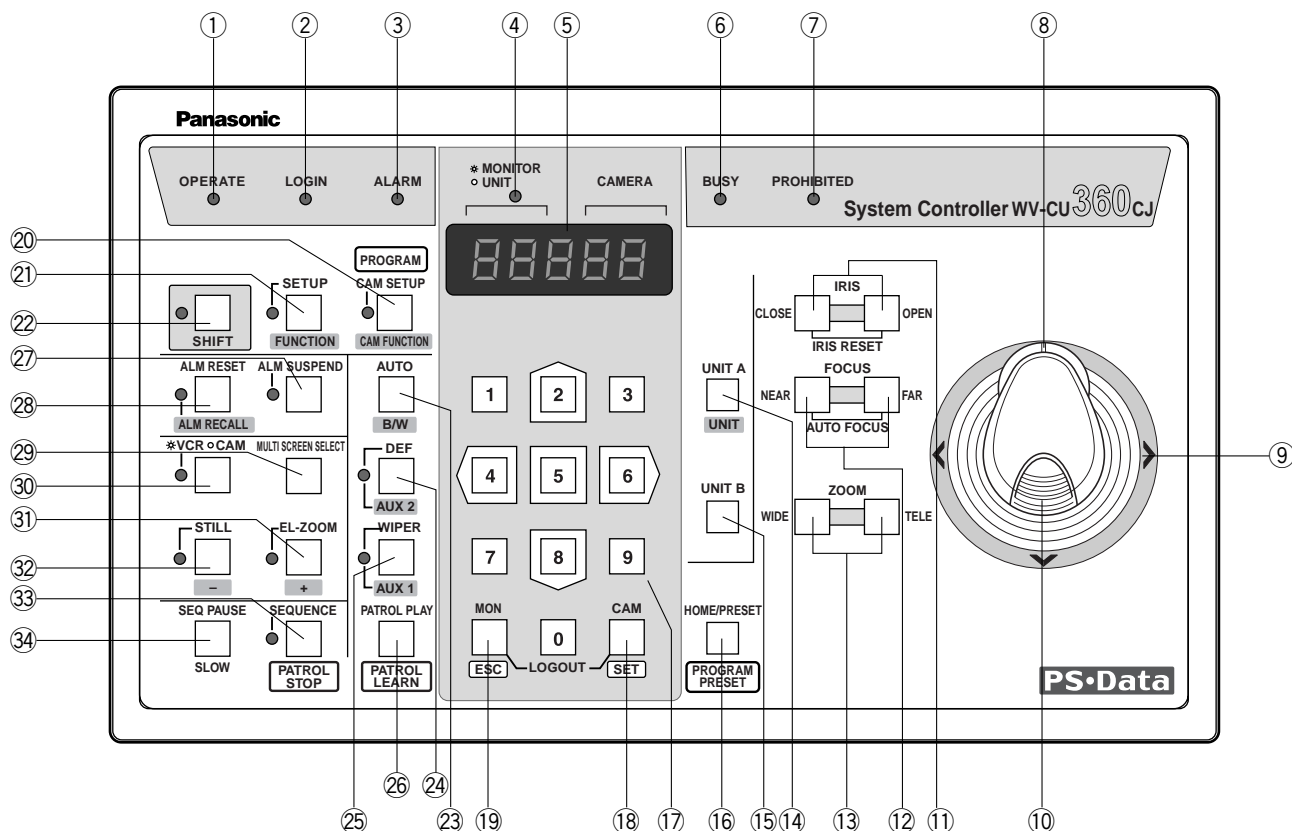 ① ② ③ ④ ⑤ ⑥ ⑦ ⑧
Panasonic
OPERATE LOGIN ALARM
☼ MONITOR
○ UNIT
CAMERA
BUSY PROHIBITED
System Controller WV-CU360CJ
88888
⑳
㉑
㉒
PROGRAM
SETUP
CAM SETUP
SHIFT
FUNCTION
CAM FUNCTION
㉗
㉘
ALM RESET
ALM SUSPEND
AUTO
ALM RECALL
B/W
㉙
㉚
☼VCR ○CAM
MULTI SCREEN SELECT
DEF
AUX 2
㉛
㉜
STILL
EL-ZOOM
WIPER
−
+
AUX 1
㉝
㉞
SEQ PAUSE
SEQUENCE
PATROL PLAY
SLOW
PATROL
STOP
PATROL
LEARN
1 2 3
4 5 6
7 8 9
MON
CAM
0
ESC
LOGOUT
SET
UNIT A
UNIT
UNIT B
HOME/PRESET
PROGRAM
PRESET
IRIS
CLOSE
OPEN
IRIS RESET
FOCUS
NEAR
FAR
AUTO FOCUS
ZOOM
WIDE
TELE
⑨
PS·Data
㉕ ㉖ ㉓ ㉔ ⑲ ⑱ ⑰ ⑯ ⑮ ⑭ ⑬ ⑫ ⑪ ⑩